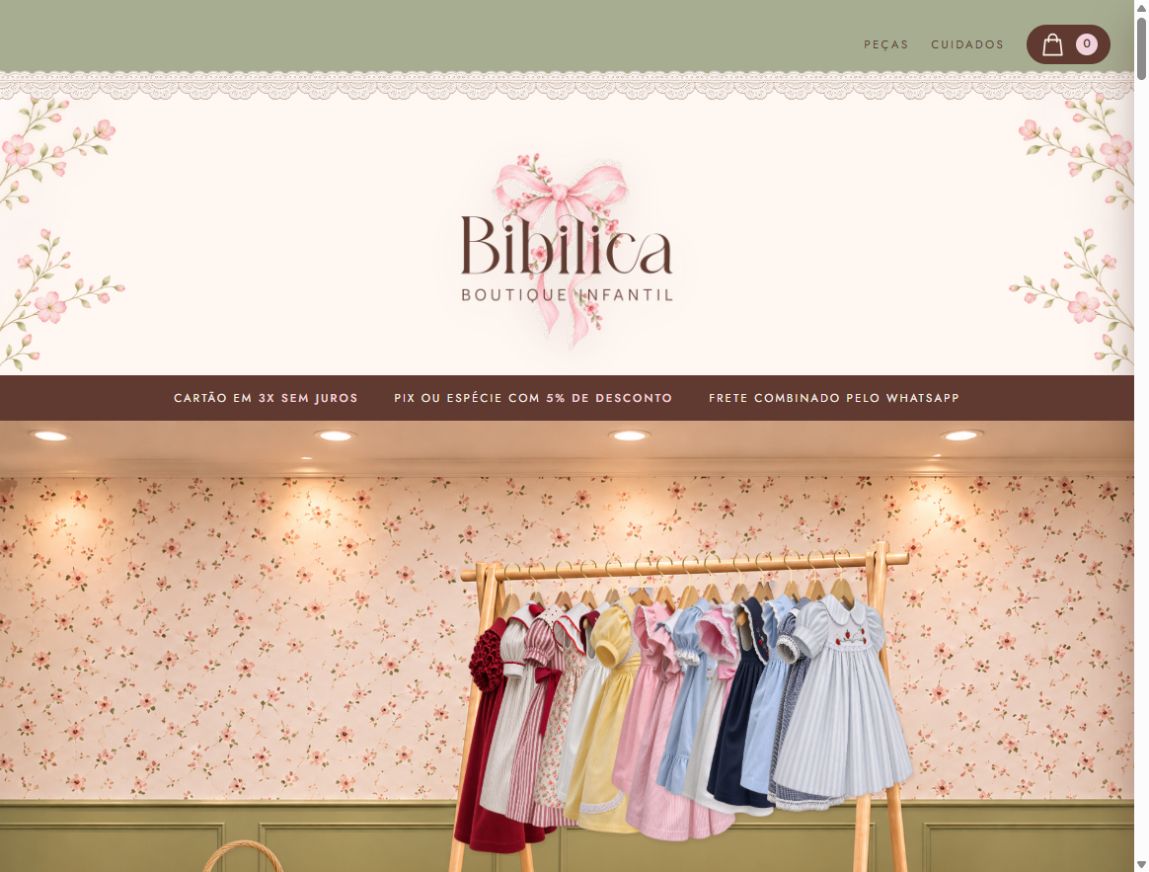 PEÇAS CUIDADOS 0
Bibilica
BOUTIQUE INFANTIL
CARTÃO EM 3X SEM JUROS PIX OU ESPÉCIE COM 5% DE DESCONTO FRETE COMBINADO PELO WHATSAPP